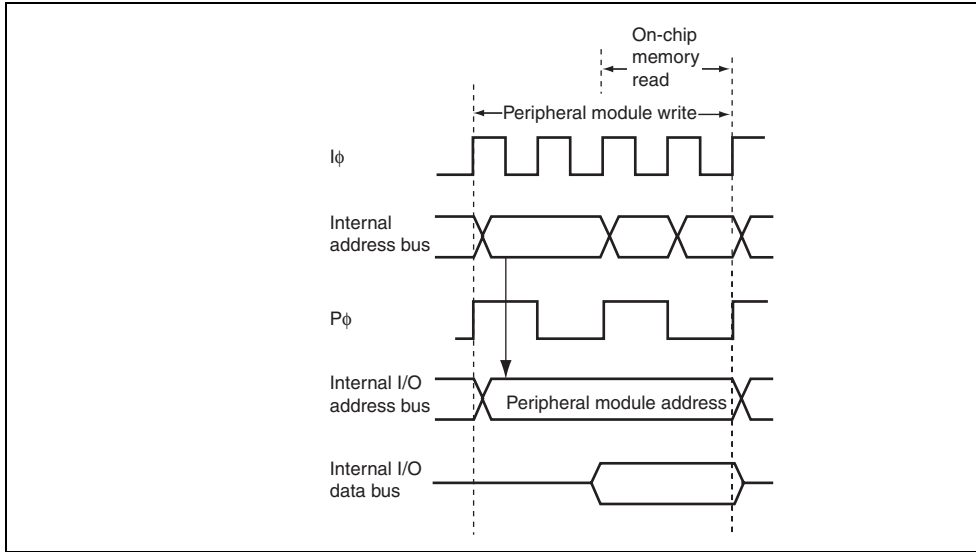 On-chip
memory
read
Peripheral module write
Iϕ
Internal
address bus
Pϕ
Internal I/O
address bus
Peripheral module address
Internal I/O
data bus